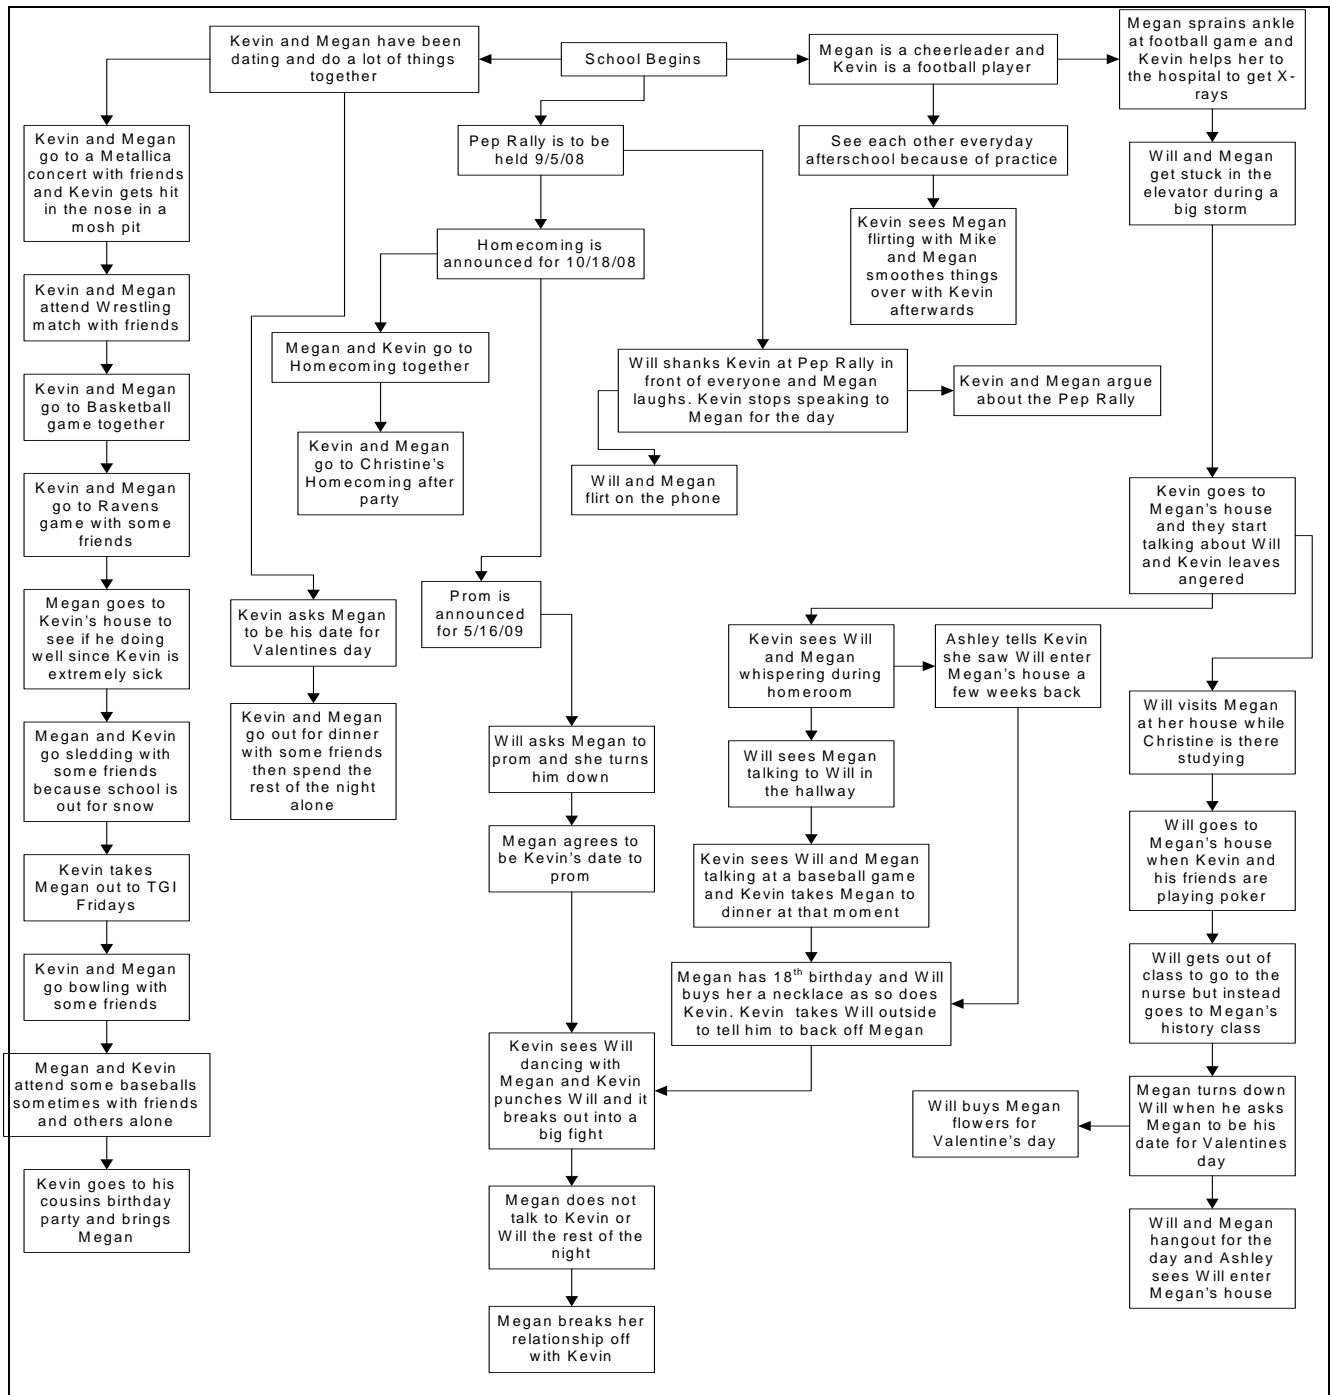 Kevin and Megan have been
dating and do a lot of things
together
School Begins
Megan is a cheerleader and
Kevin is a football player
Megan sprains ankle
at football game and
Kevin helps her to
the hospital to get X-
rays
Kevin and Megan
go to a Metallica
concert with friends
and Kevin gets hit
in the nose in a
mosh pit
Pep Rally is to be
held 9/5/08
See each other everyday
afterschool because of practice
Will and Megan
get stuck in the
elevator during a
big storm
Kevin sees Megan
flirting with Mike
and Megan
smoothes things
over with Kevin
afterwards
Homecoming is
announced for 10/18/08
Kevin and Megan
attend Wrestling
match with friends
Megan and Kevin go to
Homecoming together
Will shanks Kevin at Pep Rally in
front of everyone and Megan
laughs. Kevin stops speaking to
Megan for the day
Kevin and Megan argue
about the Pep Rally
Kevin and Megan
go to Basketball
game together
Kevin and Megan
go to Christine's
Homecoming after
party
Will and Megan
flirt on the phone
Kevin and Megan
go to Ravens
game with some
friends
Kevin goes to
Megan's house
and they start
talking about Will
and Kevin leaves
angered
Megan goes to
Kevin's house to
see if he doing
well since Kevin is
extremely sick
Kevin asks Megan
to be his date for
Valentines day
Prom is
announced
for 5/16/09
Kevin sees Will
and Megan
whispering during
homeroom
Ashley tells Kevin
she saw Will enter
Megan's house a
few weeks back
Will visits Megan
at her house while
Christine is there
studying
Megan and Kevin
go sledding with
some friends
because school is
out for snow
Kevin and Megan
go out for dinner
with some friends
then spend the
rest of the night
alone
Will asks Megan to
prom and she turns
him down
Will sees Megan
talking to Will in
the hallway
Will goes to
Megan's house
when Kevin and
his friends are
playing poker
Kevin takes
Megan out to TGI
Fridays
Megan agrees to
be Kevin's date to
prom
Kevin sees Will and Megan
talking at a baseball game
and Kevin takes Megan to
dinner at that moment
Kevin and Megan
go bowling with
some friends
Megan has 18th birthday and Will
buys her a necklace as so does
Kevin. Kevin takes Will outside
to tell him to back off Megan
Will gets out of
class to go to the
nurse but instead
goes to Megan's
history class
Megan and Kevin
attend some baseballs
sometimes with friends
and others alone
Kevin sees Will
dancing with
Megan and Kevin
punches Will and it
breaks out into a
big fight
Will buys Megan
flowers for
Valentine's day
Megan turns down
Will when he asks
Megan to be his
date for Valentines
day
Kevin goes to his
cousins birthday
party and brings
Megan
Megan does not
talk to Kevin or
Will the rest of the
night
Will and Megan
hangout for the
day and Ashley
sees Will enter
Megan's house
Megan breaks her
relationship off
with Kevin